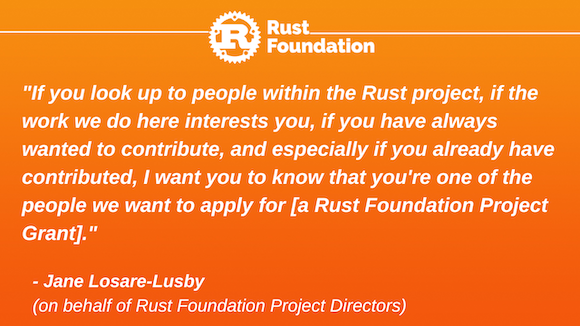 R
Rust
Foundation
"If you look up to people within the Rust project, if the
work we do here interests you, if you have always
wanted to contribute, and especially if you already have
contributed, I want you to know that you're one of the
people we want to apply for [a Rust Foundation Project
Grant]."
- Jane Losare-Lusby
(on behalf of Rust Foundation Project Directors)